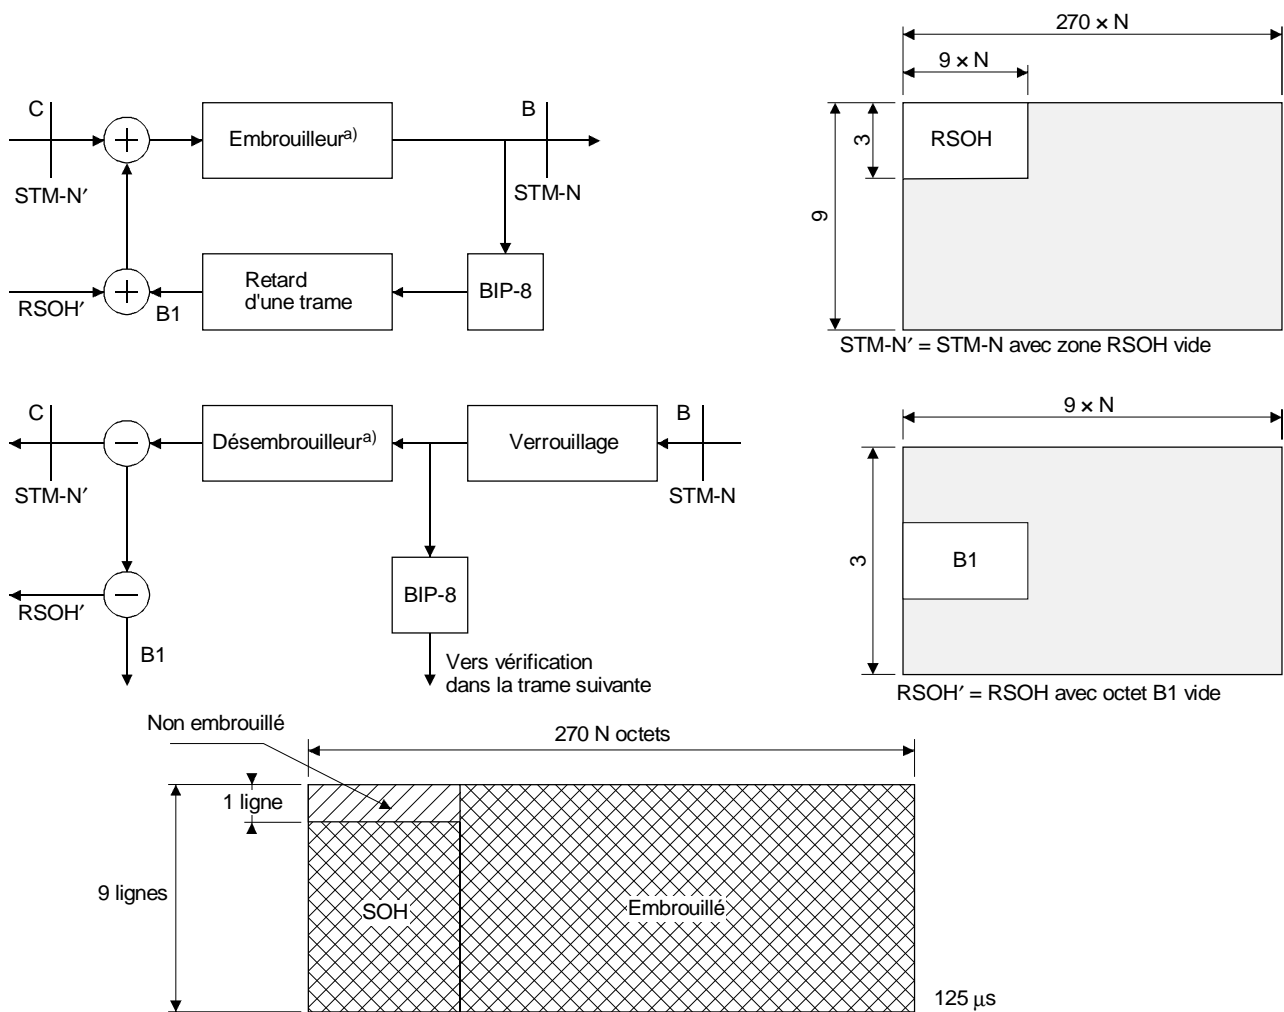 C
B
Embrouilleurᵃ⁾
STM-N′
STM-N
Retard
d'une trame
BIP-8
RSOH′
B1
270 × N
9 × N
3
RSOH
9
STM-N′ = STM-N avec zone RSOH vide
C
B
Désembrouilleurᵃ⁾
Verrouillage
STM-N′
STM-N
BIP-8
RSOH′
B1
Vers vérification
dans la trame suivante
9 × N
3
B1
RSOH′ = RSOH avec octet B1 vide
Non embrouillé
270 N octets
1 ligne
9 lignes
SOH
Embrouillé
125 μs